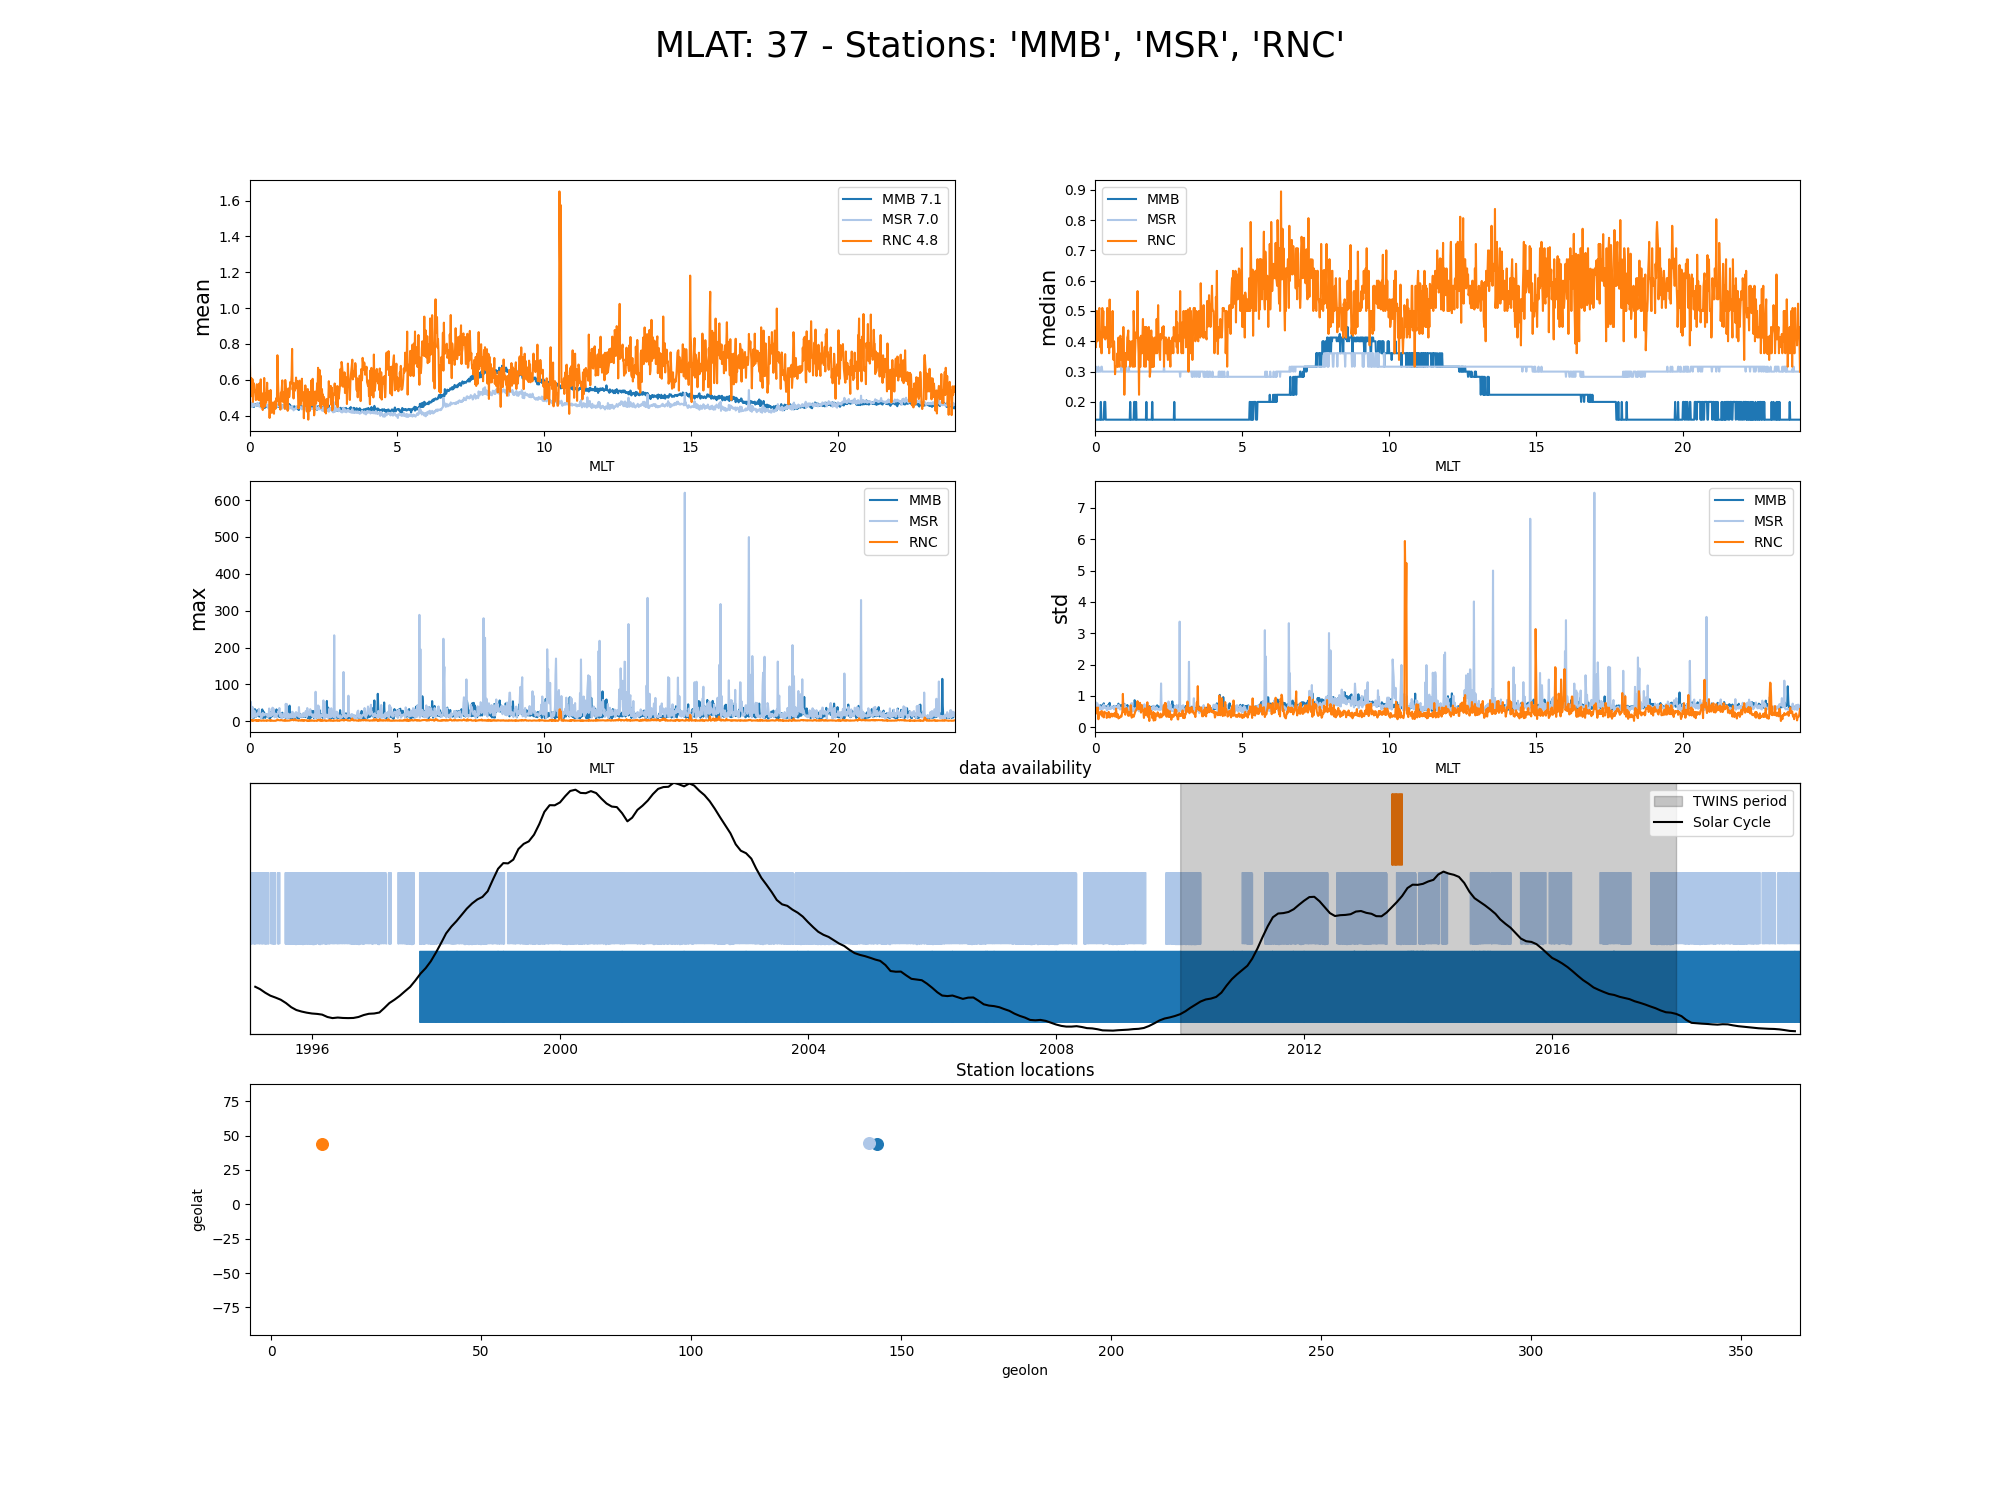 MLAT: 37 - Stations: 'MMB', 'MSR', 'RNC'
mean
1.6
1.4
1.2
1.0
0.8
0.6
0.4
MMB 7.1
MSR 7.0
RNC 4.8
0 5 10 15 20
MLT
median
0.9
0.8
0.7
0.6
0.5
0.4
0.3
0.2
MMB
MSR
RNC
0 5 10 15 20
MLT
max
600
500
400
300
200
100
0
MMB
MSR
RNC
0 5 10 15 20
MLT
std
7
6
5
4
3
2
1
0
MMB
MSR
RNC
0 5 10 15 20
MLT
data availability
TWINS period
Solar Cycle
1996 2000 2004 2008 2012 2016
Station locations
geolat
75
50
25
0
−25
−50
−75
0 50 100 150 200 250 300 350
geolon